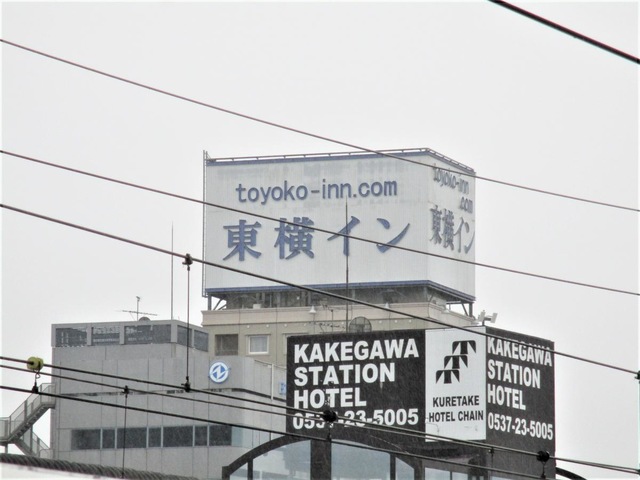 toyoko-inn.com
東横イン
toyoko-inn
.com
東横イン
KAKEGAWA
STATION
HOTEL
0537-23-5005
KURETAKE
HOTEL CHAIN
KAKEGAWA
STATION
HOTEL
0537-23-5005